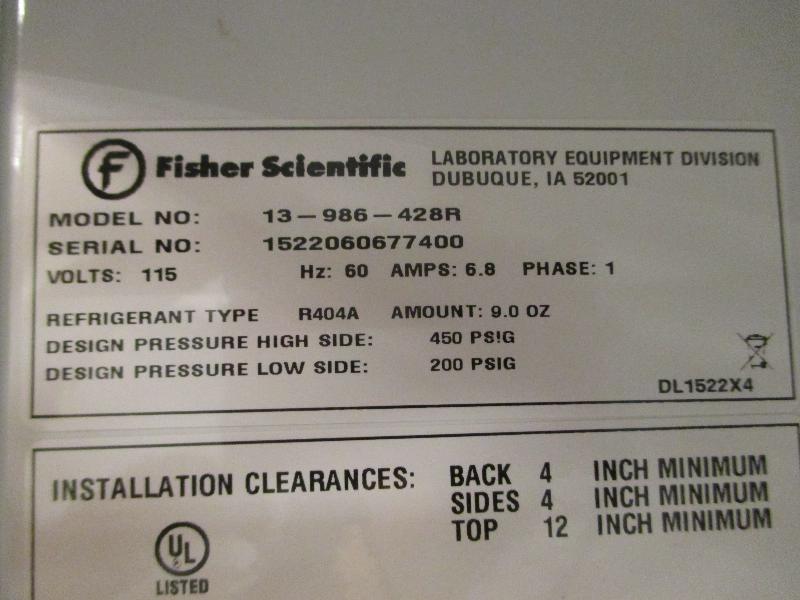 F Fisher Scientific LABORATORY EQUIPMENT DIVISION
DUBUQUE, IA 52001
MODEL NO: 13-986-428R
SERIAL NO: 1522060677400
VOLTS: 115 Hz: 60 AMPS: 6.8 PHASE: 1
REFRIGERANT TYPE R404A AMOUNT: 9.0 OZ
DESIGN PRESSURE HIGH SIDE: 450 PSIG
DESIGN PRESSURE LOW SIDE: 200 PSIG
DL1522X4
INSTALLATION CLEARANCES: BACK 4 INCH MINIMUM
SIDES 4 INCH MINIMUM
TOP 12 INCH MINIMUM
UL
LISTED